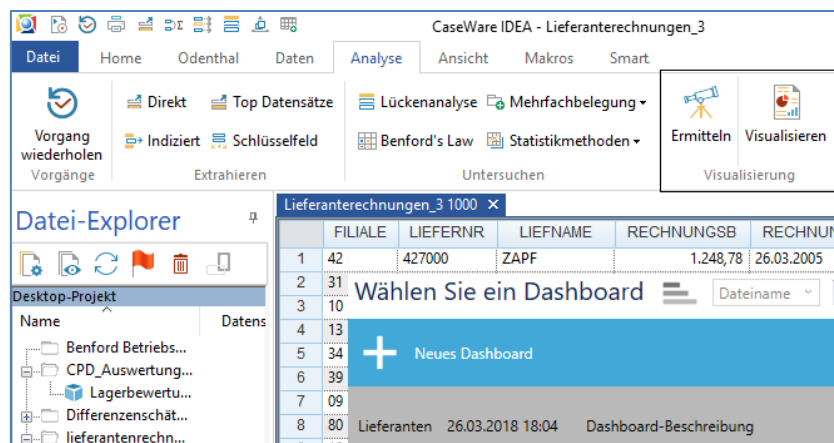 CaseWare IDEA - Lieferanterechnungen_3
Datei Home Odenthal Daten Analyse Ansicht Makros Smart
Direkt Top Datensätze Lückenanalyse Mehrfachbelegung
Vorgang wiederholen Indiziert Schlüsselfeld Benford's Law Statistikmethoden Ermitteln Visualisieren
Vorgänge Extrahieren Untersuchen Visualisierung
Datei-Explorer
Lieferanterechnungen_3 1000
FILIALE LIEFERNR LIEFNAME RECHNUNGSB RECHNUN
1 42 427000 ZAPF 1.248,78 26.03.2005
2 31
Wählen Sie ein Dashboard Dateiname
Desktop-Projekt
3 10
Name Datens
4 13
Benford Betriebs...
5 34 Neues Dashboard
CPD_Auswertung...
6 39
Lagerbewertu...
7 09
Differenzenschät...
8 80 Lieferanten 26.03.2018 18:04 Dashboard-Beschreibung
lieferantenrechn...